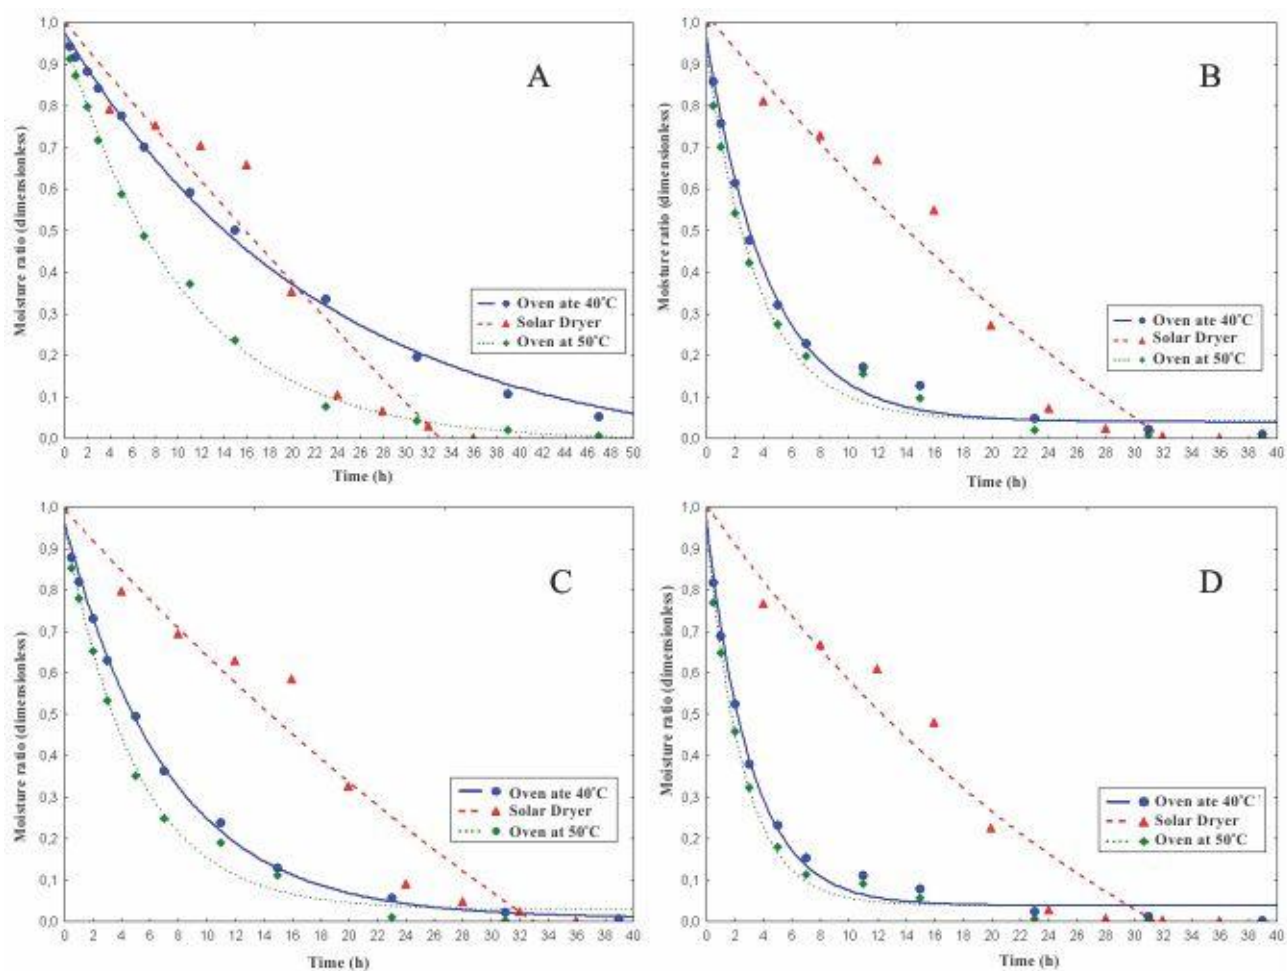 1,0
0,9
0,8
0,7
0,6
0,5
0,4
0,3
0,2
0,1
0,0
Moisture ratio (dimensionless)
A
Oven ate 40°C
Solar Dryer
Oven at 50°C
0 2 4 6 8 10 12 14 16 18 20 22 24 26 28 30 32 34 36 38 40 42 44 46 48 50
Time (h)
1,0
0,9
0,8
0,7
0,6
0,5
0,4
0,3
0,2
0,1
0,0
Moisture ratio (dimensionless)
B
Oven ate 40°C
Solar Dryer
Oven at 50°C
0 2 4 6 8 10 12 14 16 18 20 22 24 26 28 30 32 34 36 38 40
Time (h)
1,0
0,9
0,8
0,7
0,6
0,5
0,4
0,3
0,2
0,1
0,0
Moisture ratio (dimensionless)
C
Oven ate 40°C
Solar Dryer
Oven at 50°C
0 2 4 6 8 10 12 14 16 18 20 22 24 26 28 30 32 34 36 38 40
Time (h)
1,0
0,9
0,8
0,7
0,6
0,5
0,4
0,3
0,2
0,1
0,0
Moisture ratio (dimensionless)
D
Oven ate 40°C
Solar Dryer
Oven at 50°C
0 2 4 6 8 10 12 14 16 18 20 22 24 26 28 30 32 34 36 38 40
Time (h)